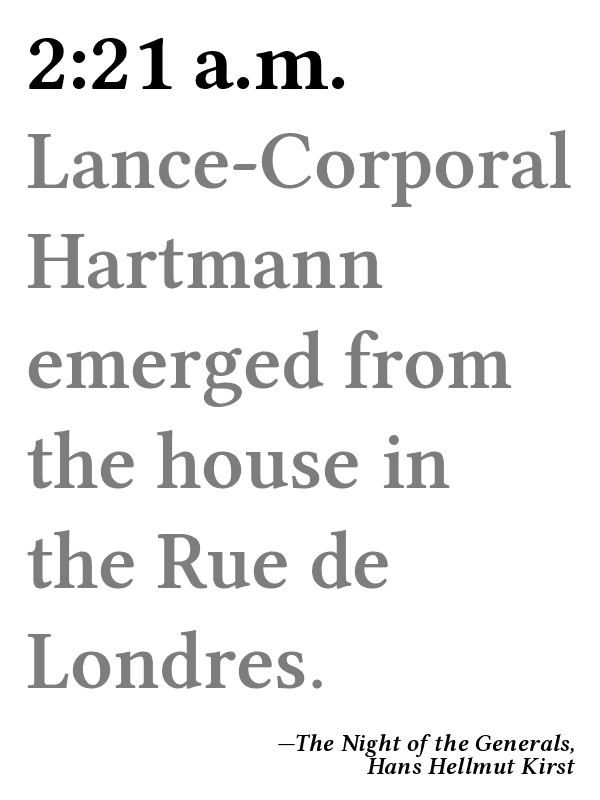 2:21 a.m.
Lance-Corporal
Hartmann
emerged from
the house in
the Rue de
Londres.
—The Night of the Generals,
Hans Hellmut Kirst